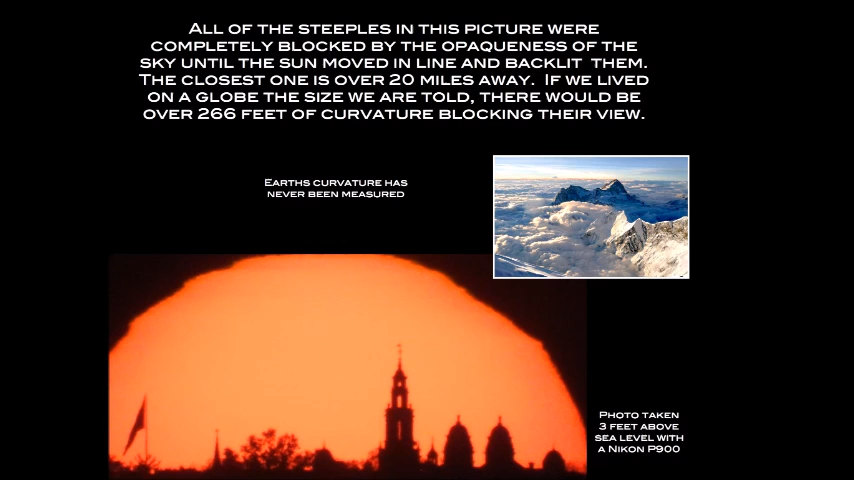 All of the steeples in this picture were
completely blocked by the opaqueness of the
sky until the sun moved in line and backlit them.
The closest one is over 20 miles away. If we lived
on a globe the size we are told, there would be
over 266 feet of curvature blocking their view.
Earths curvature has
never been measured
Photo taken
3 feet above
sea level with
a Nikon P900